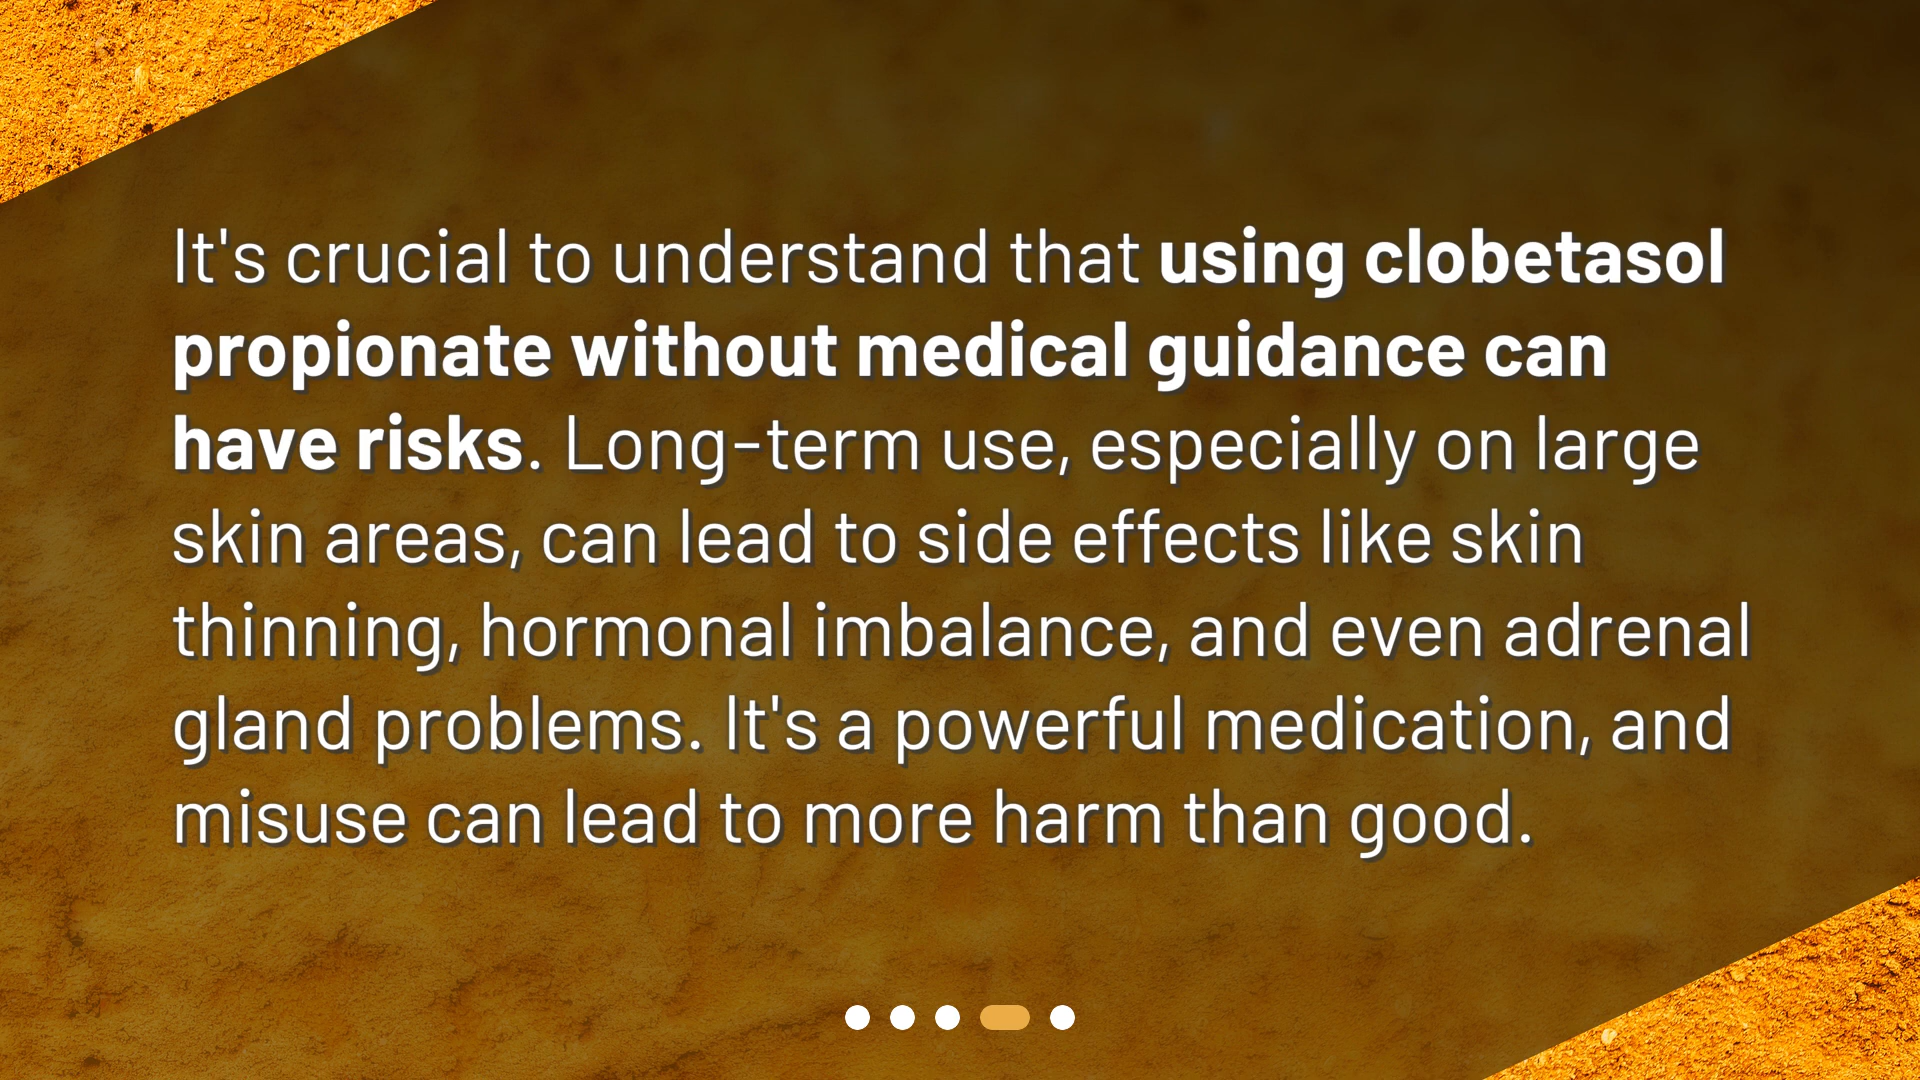 It's crucial to understand that using clobetasol
propionate without medical guidance can
have risks. Long-term use, especially on large
skin areas, can lead to side effects like skin
thinning, hormonal imbalance, and even adrenal
gland problems. It's a powerful medication, and
misuse can lead to more harm than good.